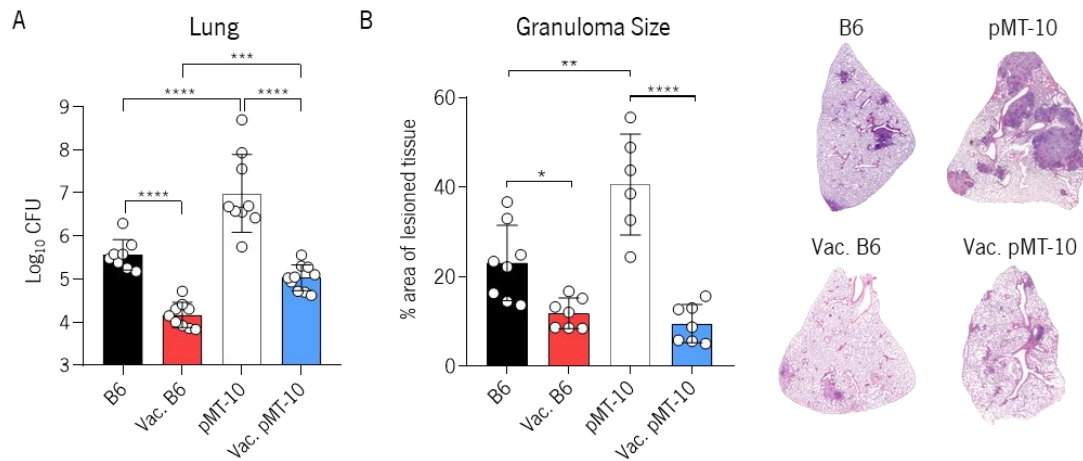 A
Lung
***
****
****
****
9
8
7
6
5
4
3
Log₁₀ CFU
B6
Vac. B6
pMT-10
Vac. pMT-10
B
Granuloma Size
**
****
*
60
40
20
0
% area of lesioned tissue
B6
Vac. B6
pMT-10
Vac. pMT-10
B6
pMT-10
Vac. B6
Vac. pMT-10